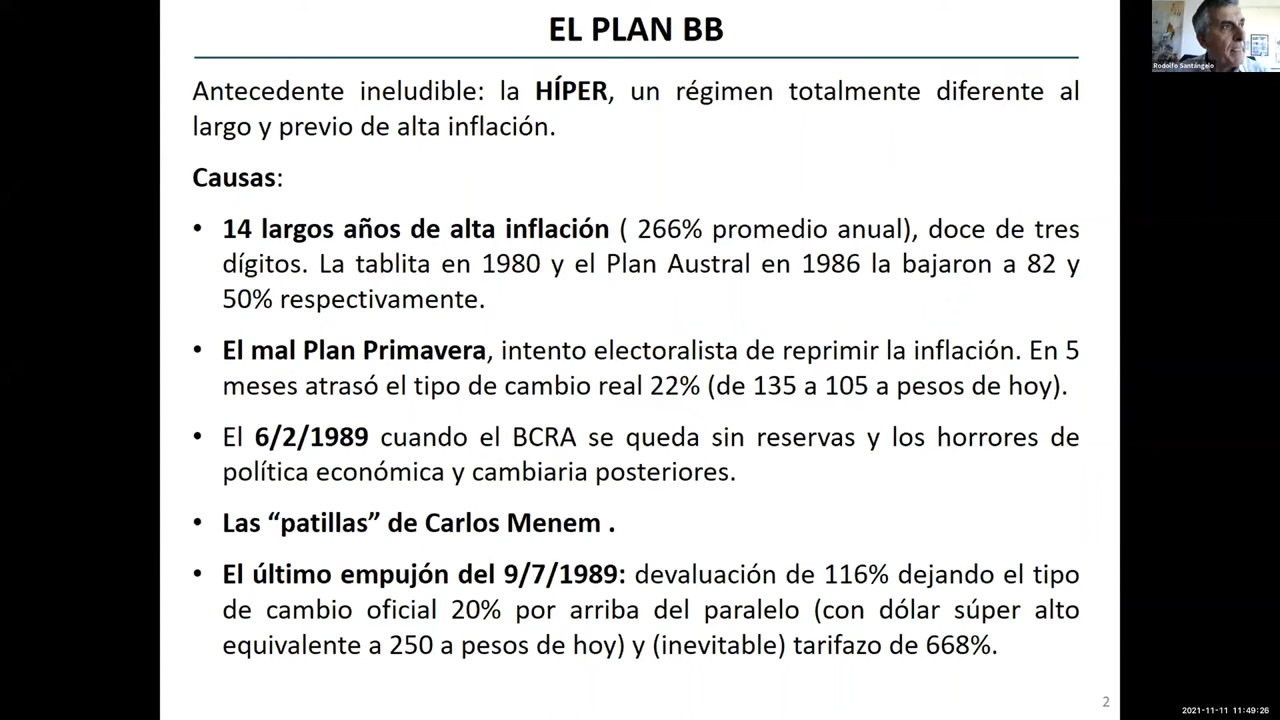 EL PLAN BB
Rodolfo Santángelo
Antecedente ineludible: la HÍPER, un régimen totalmente diferente al
largo y previo de alta inflación.
Causas:
• 14 largos años de alta inflación ( 266% promedio anual), doce de tres
dígitos. La tablita en 1980 y el Plan Austral en 1986 la bajaron a 82 y
50% respectivamente.
• El mal Plan Primavera, intento electoralista de reprimir la inflación. En 5
meses atrasó el tipo de cambio real 22% (de 135 a 105 a pesos de hoy).
• El 6/2/1989 cuando el BCRA se queda sin reservas y los horrores de
política económica y cambiaria posteriores.
• Las “patillas” de Carlos Menem .
• El último empujón del 9/7/1989: devaluación de 116% dejando el tipo
de cambio oficial 20% por arriba del paralelo (con dólar súper alto
equivalente a 250 a pesos de hoy) y (inevitable) tarifazo de 668%.
2
2021-11-11 11:49:26